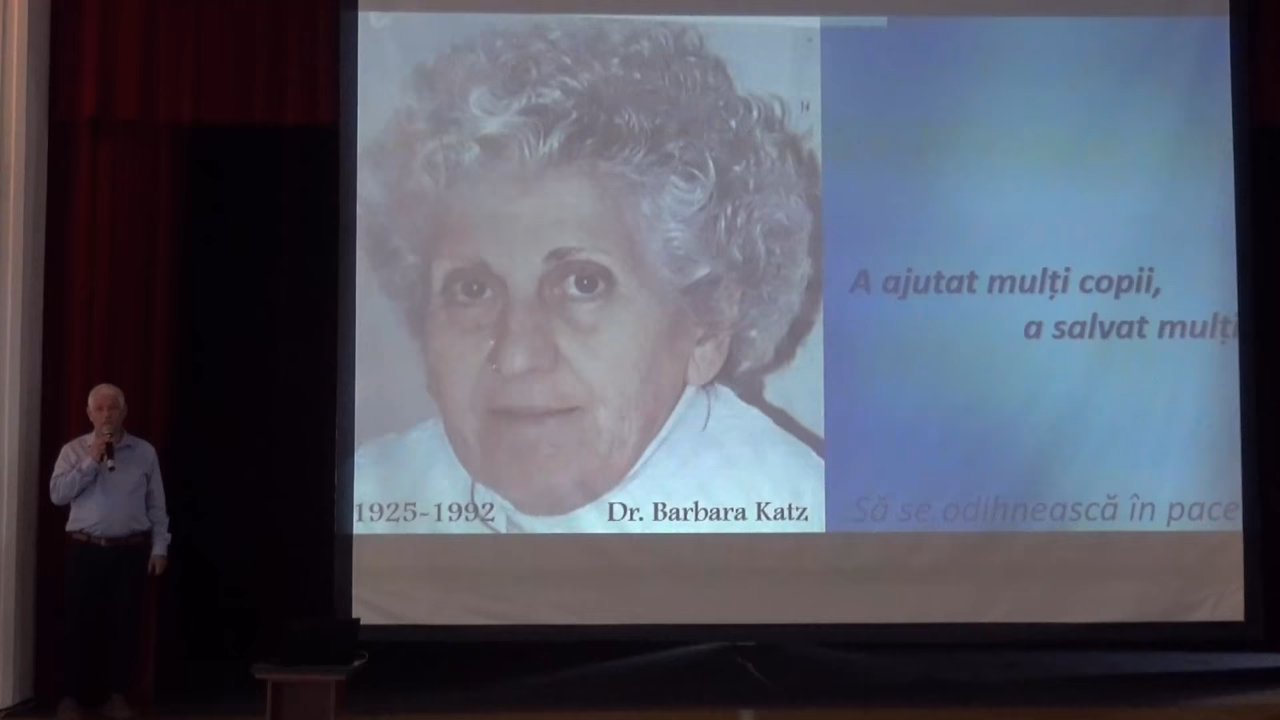 1925-1992
Dr. Barbara Katz
A ajutat mulți copii,
a salvat mulți
Să se odihnească în pace